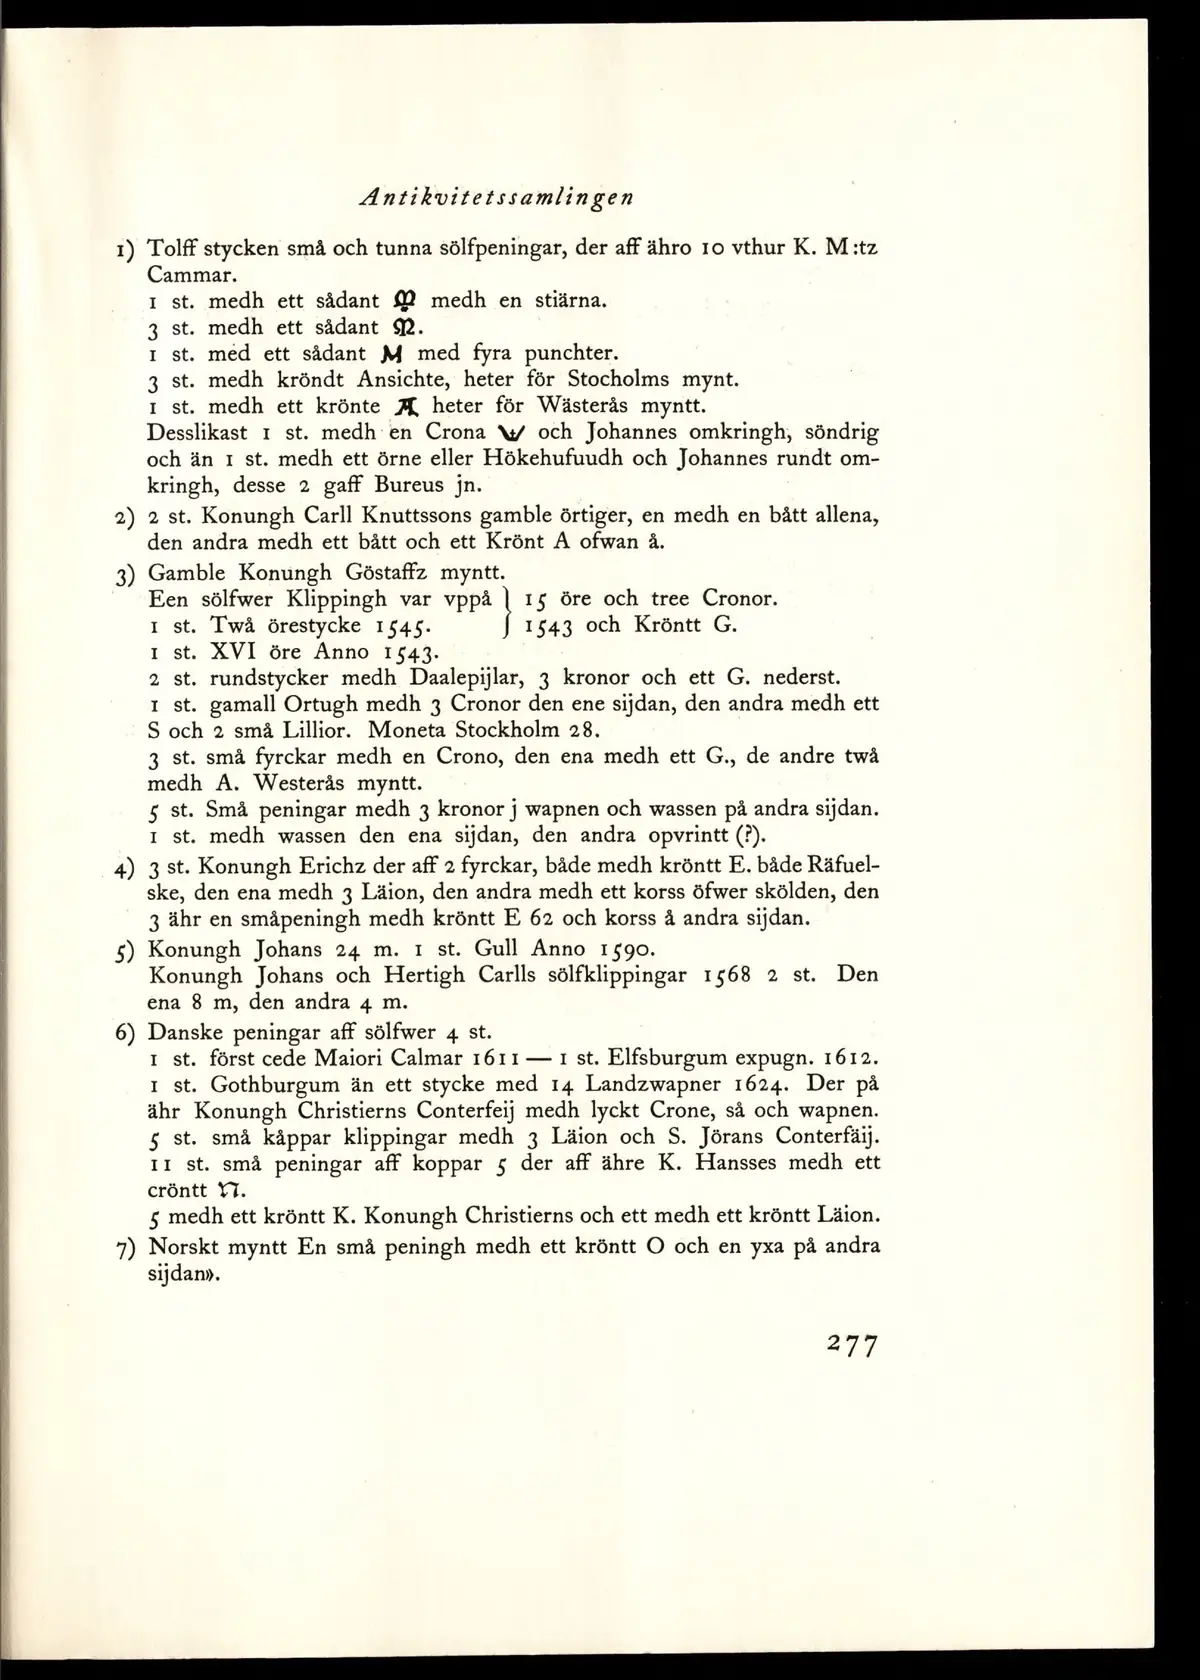 Antikvitetssamlingen
1) Tolff stycken små och tunna sölfpeningar, der aff ähro 10 vthur K. M:tz
Cammar.
1 st. medh ett sådant medh en stiärna.
3 st. medh ett sådant .
1 st. med ett sådant M med fyra punchter.
3 st. medh kröndt Ansichte, heter för Stocholms mynt.
1 st. medh ett krönte heter för Wästerås myntt.
Desslikast 1 st. medh en Crona och Johannes omkringh, söndrig
och än 1 st. medh ett örne eller Hökehufuudh och Johannes rundt om-
kringh, desse 2 gaff Bureus jn.
2) 2 st. Konungh Carll Knuttssons gamble örtiger, en medh en bått allena,
den andra medh ett bått och ett Krönt A ofwan å.
3) Gamble Konungh Göstaffz myntt.
Een sölfwer Klippingh var vppå } 15 öre och tree Cronor.
1 st. Twå örestycke 1545. } 1543 och Kröntt G.
1 st. XVI öre Anno 1543.
2 st. rundstycker medh Daalepijlar, 3 kronor och ett G. nederst.
1 st. gamall Ortugh medh 3 Cronor den ene sijdan, den andra medh ett
S och 2 små Lillior. Moneta Stockholm 28.
3 st. små fyrckar medh en Crono, den ena medh ett G., de andre twå
medh A. Westerås myntt.
5 st. Små peningar medh 3 kronor j wapnen och wassen på andra sijdan.
1 st. medh wassen den ena sijdan, den andra opvrintt (?).
4) 3 st. Konungh Erichz der aff 2 fyrckar, både medh kröntt E. både Räfuel-
ske, den ena medh 3 Läion, den andra medh ett korss öfwer skölden, den
3 ähr en småpeningh medh kröntt E 62 och korss å andra sijdan.
5) Konungh Johans 24 m. 1 st. Gull Anno 1590.
Konungh Johans och Hertigh Carlls sölfklippingar 1568 2 st. Den
ena 8 m, den andra 4 m.
6) Danske peningar aff sölfwer 4 st.
1 st. först cede Maiori Calmar 1611 — 1 st. Elfsburgum expugn. 1612.
1 st. Gothburgum än ett stycke med 14 Landzwapner 1624. Der på
ähr Konungh Christierns Conterfeij medh lyckt Crone, så och wapnen.
5 st. små kåppar klippingar medh 3 Läion och S. Jörans Conterfäij.
11 st. små peningar aff koppar 5 der aff ähre K. Hansses medh ett
cröntt .
5 medh ett kröntt K. Konungh Christierns och ett medh ett kröntt Läion.
7) Norskt myntt En små peningh medh ett kröntt O och en yxa på andra
sijdan».
277